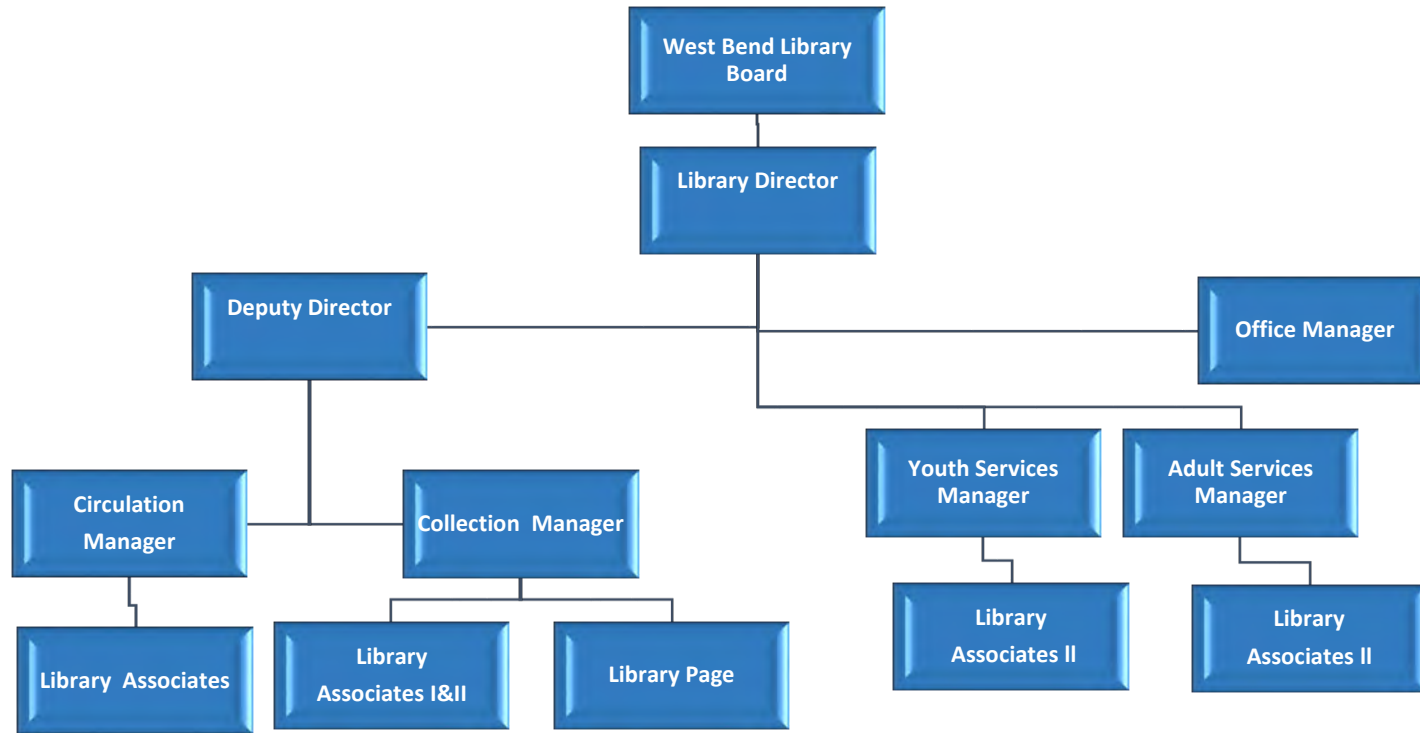 West Bend Library
Board
Library Director
Deputy Director
Office Manager
Youth Services
Manager
Adult Services
Manager
Circulation
Manager
Collection  Manager
Library  Associates
Library
Associates I&II
Library Page
Library
Associates ll
Library
Associates ll